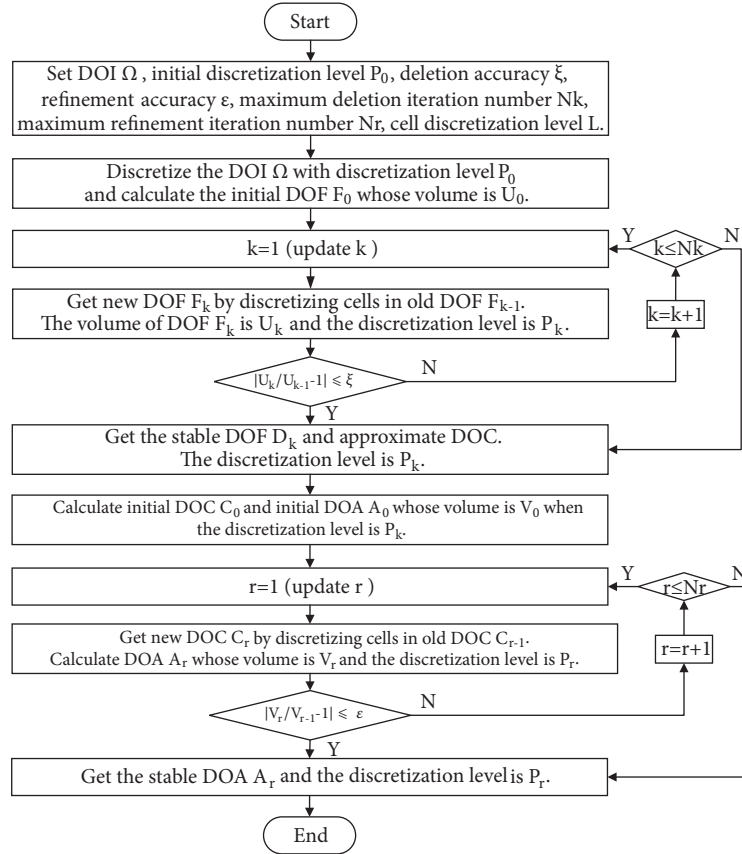 Start
Set DOI Ω , initial discretization level P₀, deletion accuracy ξ,
refinement accuracy ε, maximum deletion iteration number Nk,
maximum refinement iteration number Nr, cell discretization level L.
Discretize the DOI Ω with discretization level P₀
and calculate the initial DOF F₀ whose volume is U₀.
k=1 (update k )
Y
k≤Nk
N
Get new DOF Fₖ by discretizing cells in old DOF Fₖ₋₁.
The volume of DOF Fₖ is Uₖ and the discretization level is Pₖ.
k=k+1
|Uₖ/Uₖ₋₁-1| ⩽ ξ
N
Y
Get the stable DOF Dₖ and approximate DOC.
The discretization level is Pₖ.
Calculate initial DOC C₀ and initial DOA A₀ whose volume is V₀ when
the discretization level is Pₖ.
r=1 (update r )
Y
r≤Nr
N
Get new DOC Cᵣ by discretizing cells in old DOC Cᵣ₋₁.
Calculate DOA Aᵣ whose volume is Vᵣ and the discretization level is Pᵣ.
r=r+1
|Vᵣ/Vᵣ₋₁-1| ⩽ ε
N
Y
Get the stable DOA Aᵣ and the discretization level is Pᵣ.
End